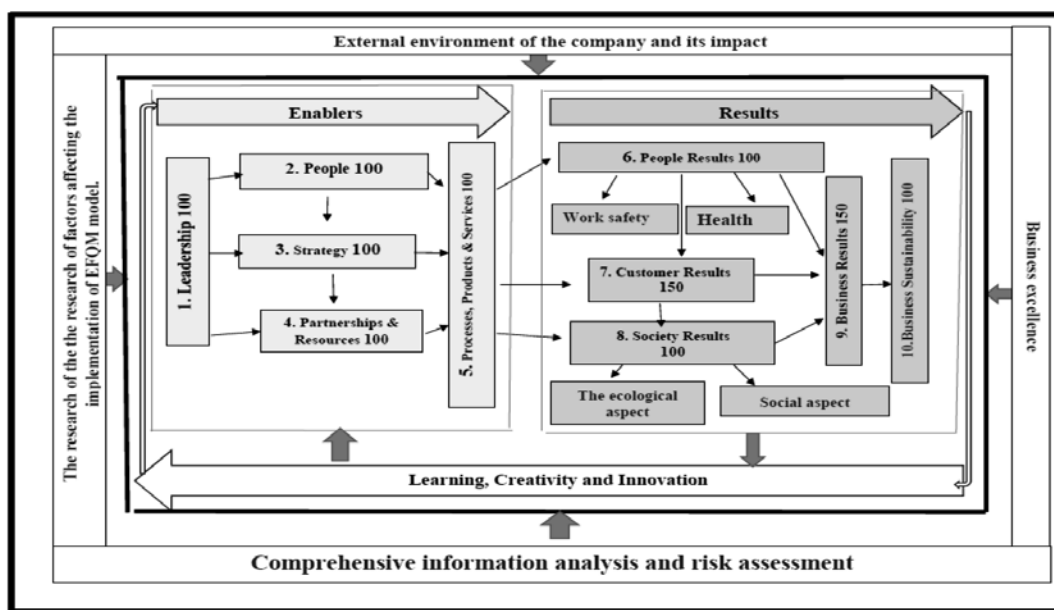 External environment of the company and its impact
The research of the the research of factors affecting the
implementation of EFQM model.
Enablers
1. Leadership 100
2. People 100
3. Strategy 100
4. Partnerships &
Resources 100
5. Processes, Products & Services 100
Results
6. People Results 100
Work safety
Health
7. Customer Results
150
8. Society Results
100
The ecological
aspect
Social aspect
9. Business Results 150
10.Business Sustainability 100
Business excellence
Learning, Creativity and Innovation
Comprehensive information analysis and risk assessment